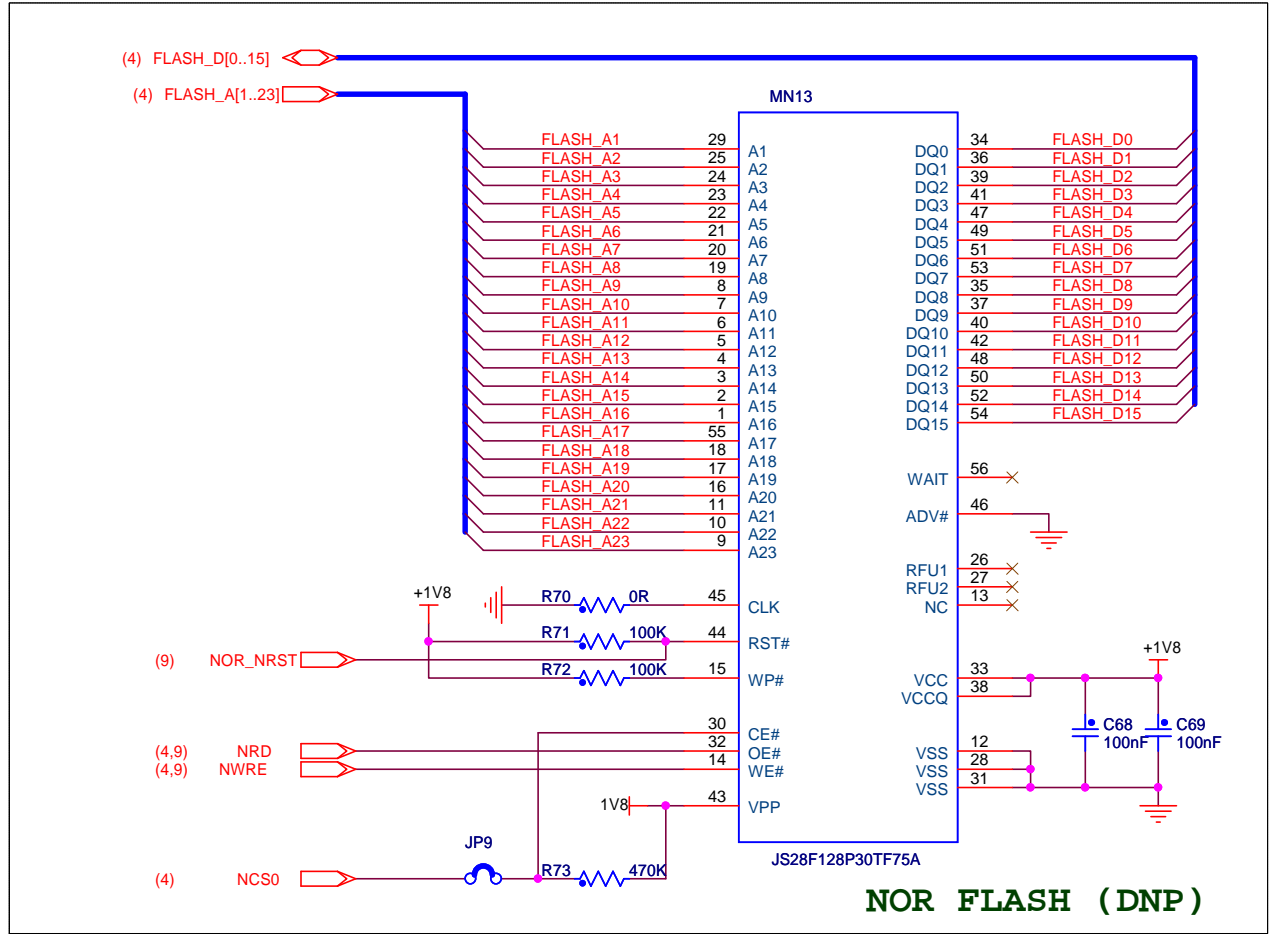 (4) FLASH_D[0..15]
(4) FLASH_A[1..23]
MN13
FLASH_A1 29 A1 DQ0 34 FLASH_D0
FLASH_A2 25 A2 DQ1 36 FLASH_D1
FLASH_A3 24 A3 DQ2 39 FLASH_D2
FLASH_A4 23 A4 DQ3 41 FLASH_D3
FLASH_A5 22 A5 DQ4 47 FLASH_D4
FLASH_A6 21 A6 DQ5 49 FLASH_D5
FLASH_A7 20 A7 DQ6 51 FLASH_D6
FLASH_A8 19 A8 DQ7 53 FLASH_D7
FLASH_A9 8 A9 DQ8 35 FLASH_D8
FLASH_A10 7 A10 DQ9 37 FLASH_D9
FLASH_A11 6 A11 DQ10 40 FLASH_D10
FLASH_A12 5 A12 DQ11 42 FLASH_D11
FLASH_A13 4 A13 DQ12 48 FLASH_D12
FLASH_A14 3 A14 DQ13 50 FLASH_D13
FLASH_A15 2 A15 DQ14 52 FLASH_D14
FLASH_A16 1 A16 DQ15 54 FLASH_D15
FLASH_A17 55 A17
FLASH_A18 18 A18
FLASH_A19 17 A19 WAIT 56
FLASH_A20 16 A20
FLASH_A21 11 A21 ADV# 46
FLASH_A22 10 A22
FLASH_A23 9 A23
RFU1 26
RFU2 27
+1V8 R70 0R 45 CLK NC 13
R71 100K 44 RST#
(9) NOR_NRST
+1V8
R72 100K 15 WP# VCC 33
VCCQ 38
30 CE# C68 C69
(4,9) NRD 32 OE# 100nF 100nF
(4,9) NWRE 14 WE# VSS 12
VSS 28
VSS 31
1V8 43 VPP
JP9
JS28F128P30TF75A
(4) NCS0 R73 470K
NOR FLASH (DNP)